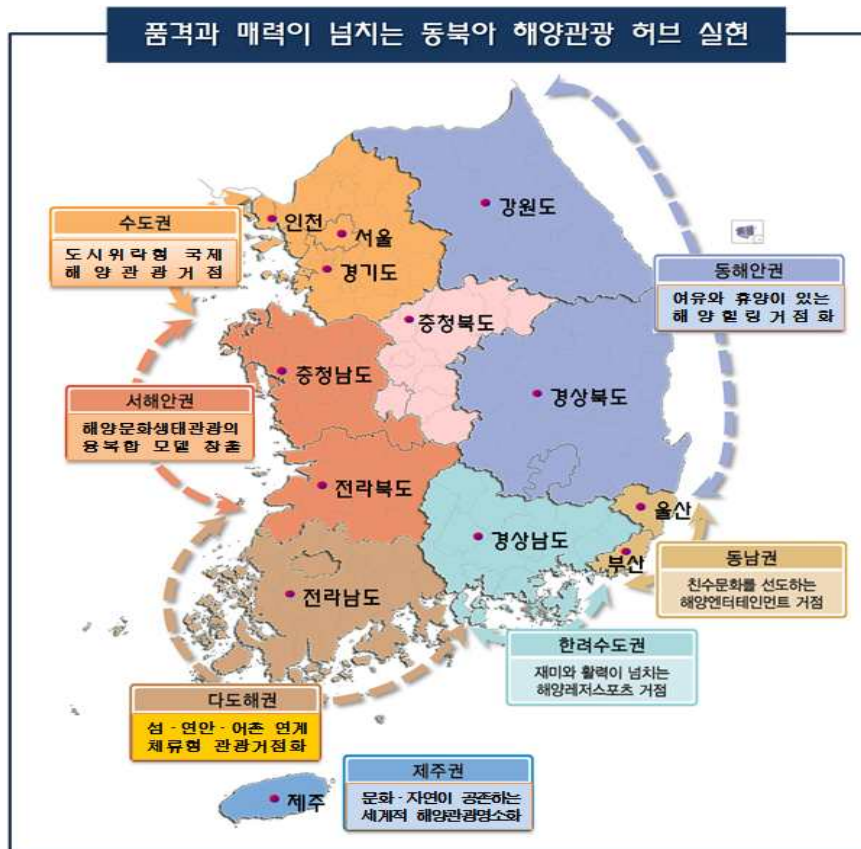 품격과 매력이 넘치는 동북아 해양관광 허브 실현
강원도
인천
서울
경기도
수도권
도시위락형 국제
해양관광거점
동해안권
여유와 휴양이 있는
해양힐링거점화
충청북도
충청남도
경상북도
서해안권
해양문화생태관광의
융복합 모델 창출
전라북도
울산
경상남도
부산
동남권
친수문화를 선도하는
해양엔터테인먼트 거점
전라남도
한려수도권
재미와 활력이 넘치는
해양레저스포츠 거점
다도해권
섬·연안·어촌 연계
체류형 관광거점화
제주권
문화·자연이 공존하는
세계적 해양관광명소화
제주